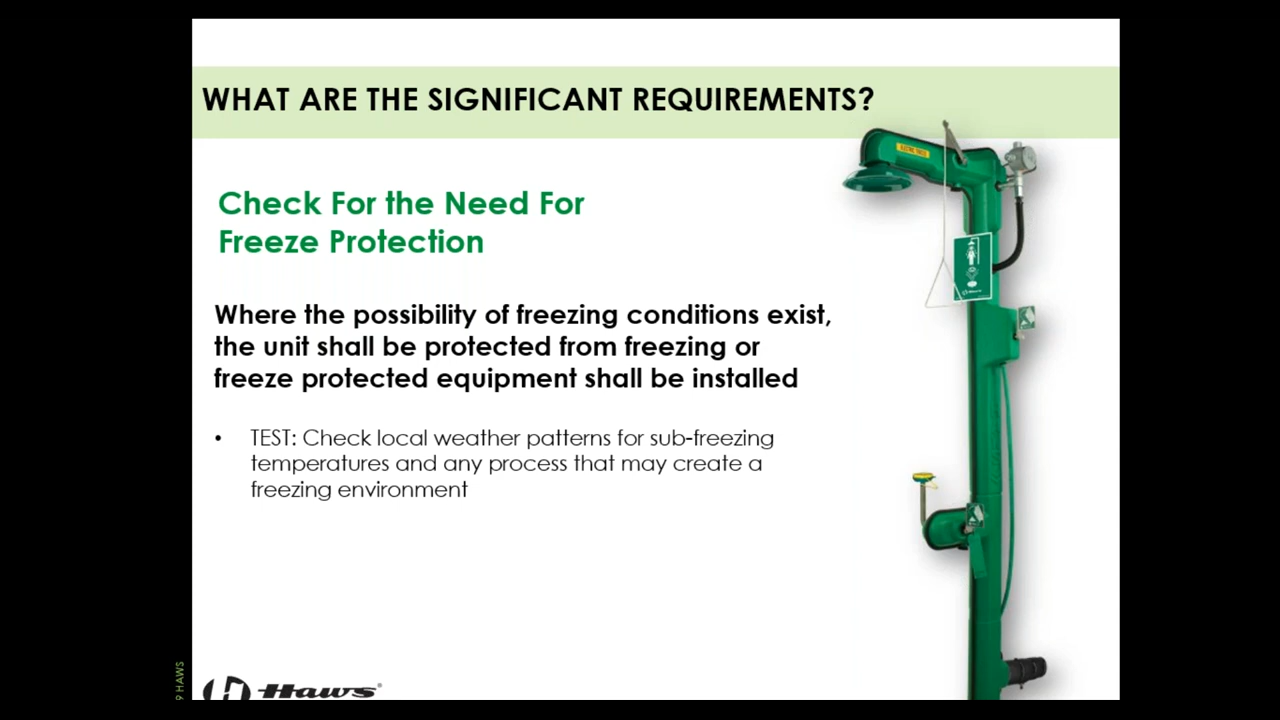 WHAT ARE THE SIGNIFICANT REQUIREMENTS?
Check For the Need For
Freeze Protection
Where the possibility of freezing conditions exist,
the unit shall be protected from freezing or
freeze protected equipment shall be installed
• TEST: Check local weather patterns for sub-freezing
temperatures and any process that may create a
freezing environment
9 HAWS
Haws®